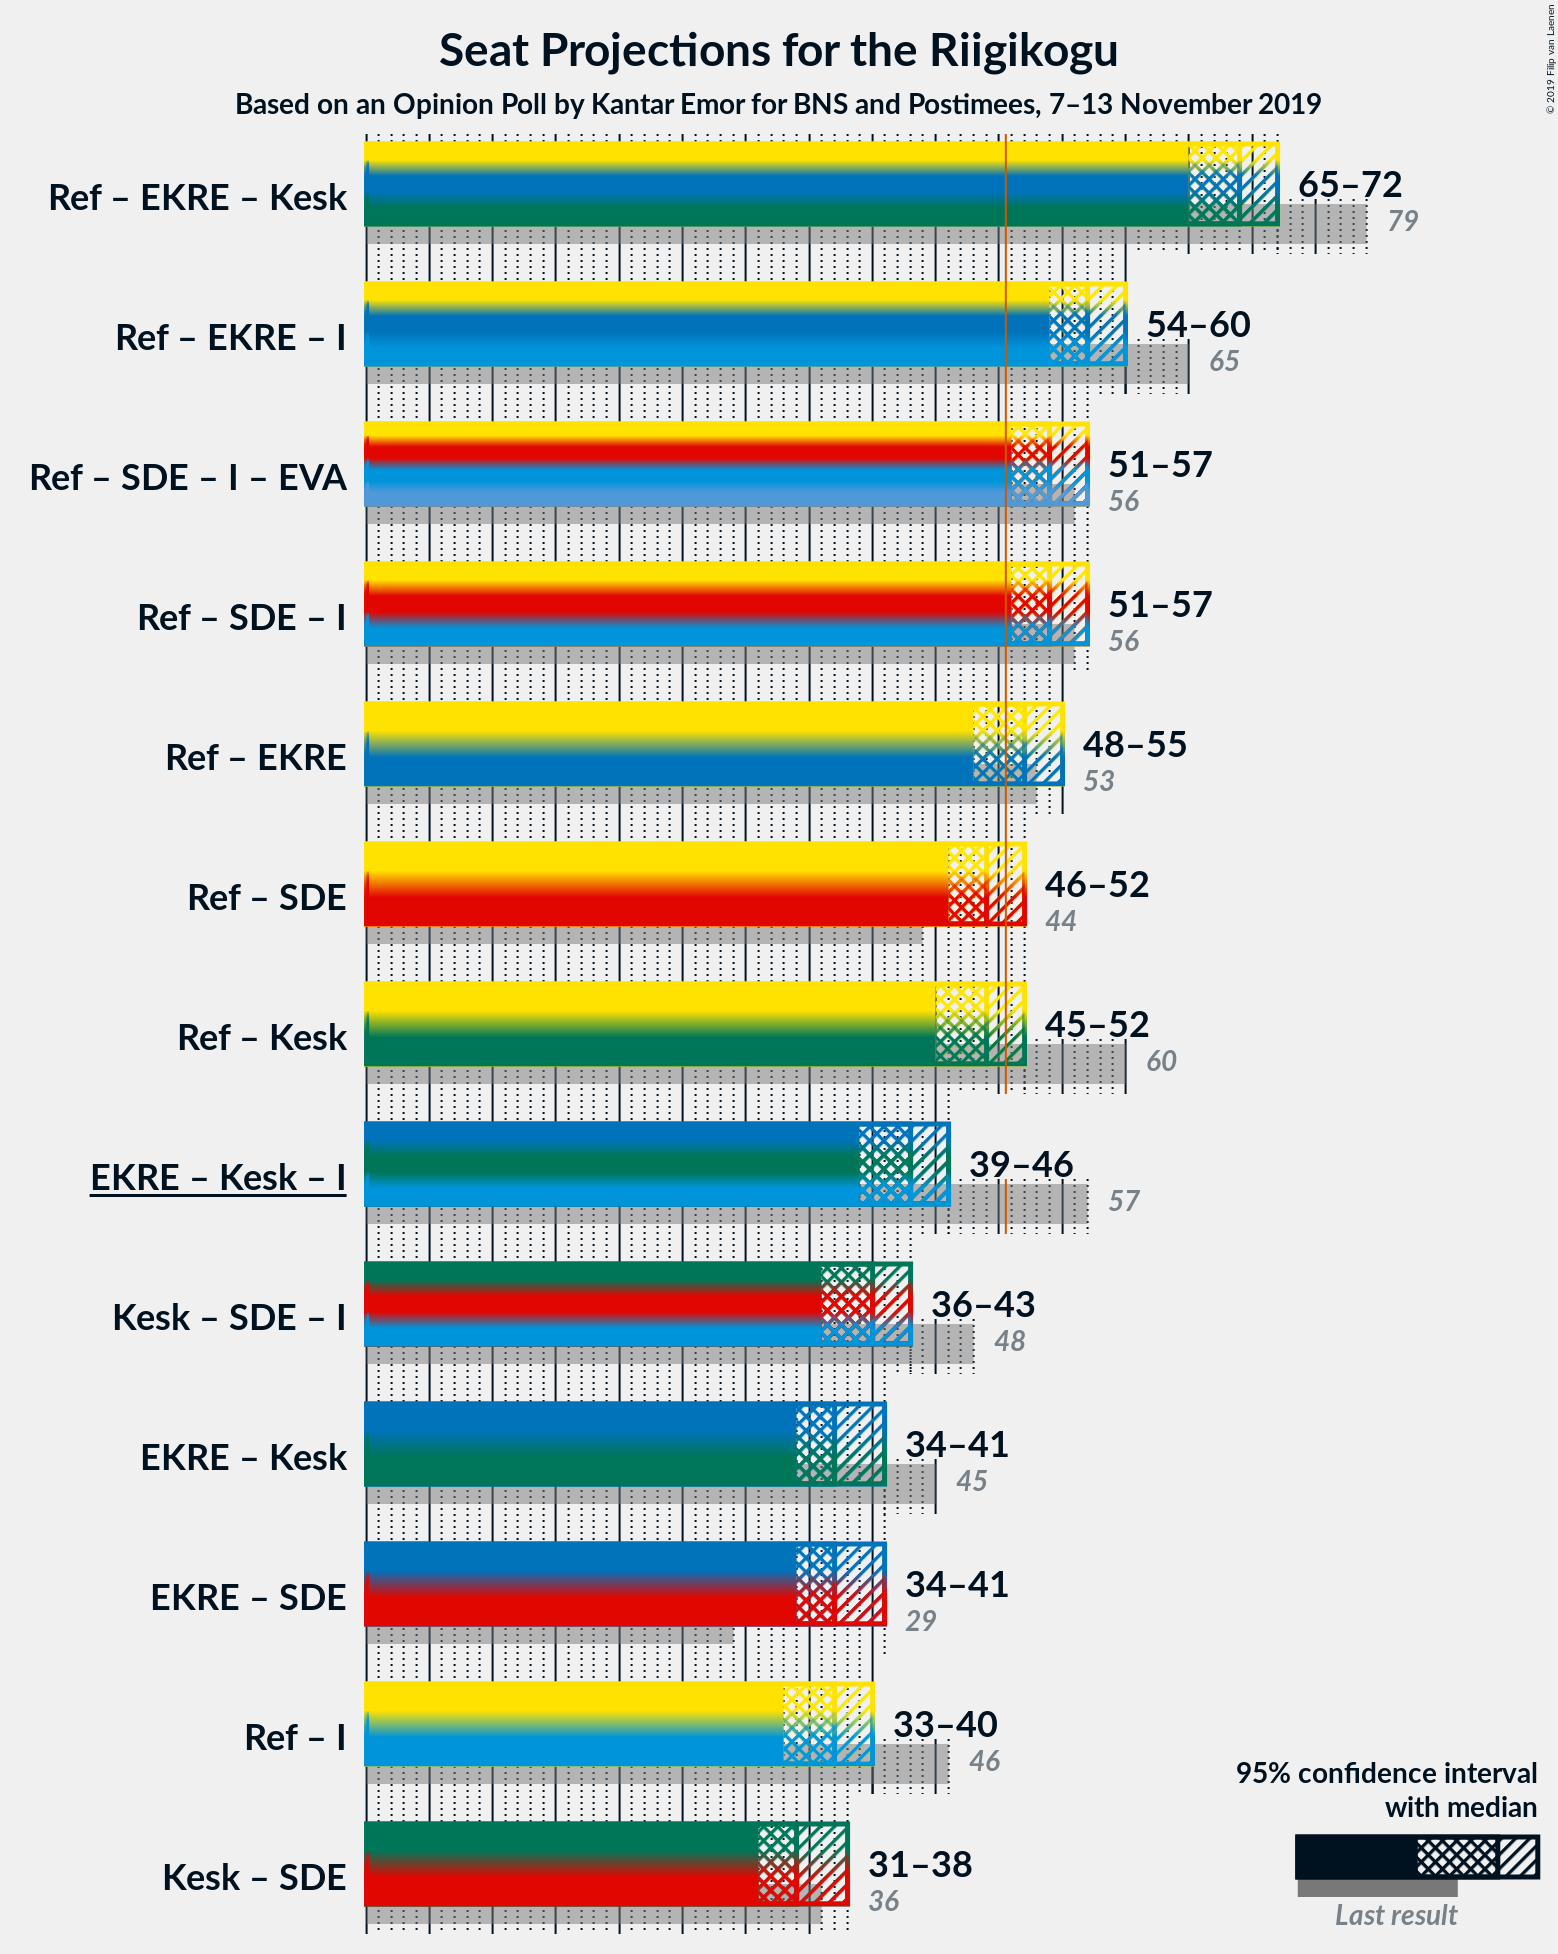 Seat Projections for the Riigikogu
Based on an Opinion Poll by Kantar Emor for BNS and Postimees, 7–13 November 2019
© 2019 Filip van Laenen
Ref – EKRE – Kesk
65–72
79
Ref – EKRE – I
54–60
65
Ref – SDE – I – EVA
51–57
56
Ref – SDE – I
51–57
56
Ref – EKRE
48–55
53
Ref – SDE
46–52
44
Ref – Kesk
45–52
60
EKRE – Kesk – I
39–46
57
Kesk – SDE – I
36–43
48
EKRE – Kesk
34–41
45
EKRE – SDE
34–41
29
Ref – I
33–40
46
Kesk – SDE
31–38
36
95% confidence interval
with median
Last result